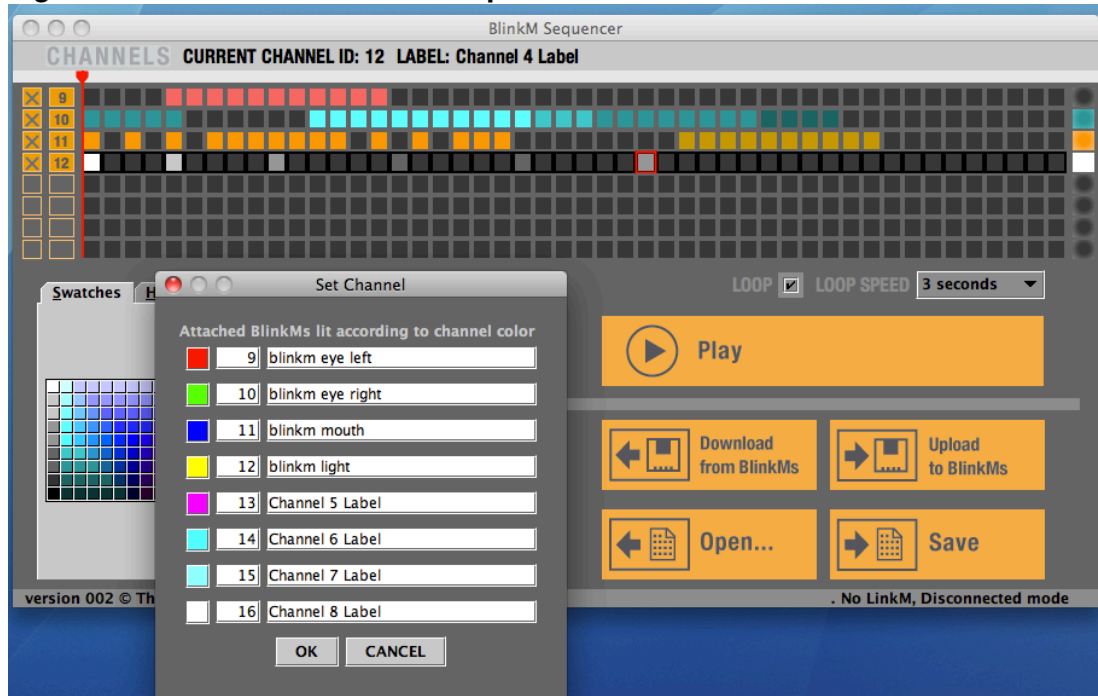 BlinkM Sequencer
CHANNELS CURRENT CHANNEL ID: 12 LABEL: Channel 4 Label
9
10
11
12
LOOP LOOP SPEED 3 seconds
Swatches H
Set Channel
Attached BlinkMs lit according to channel color
9 blinkm eye left
10 blinkm eye right
11 blinkm mouth
12 blinkm light
13 Channel 5 Label
14 Channel 6 Label
15 Channel 7 Label
16 Channel 8 Label
OK CANCEL
Play
Download
from BlinkMs
Upload
to BlinkMs
Open...
Save
version 002 © Th
. No LinkM, Disconnected mode